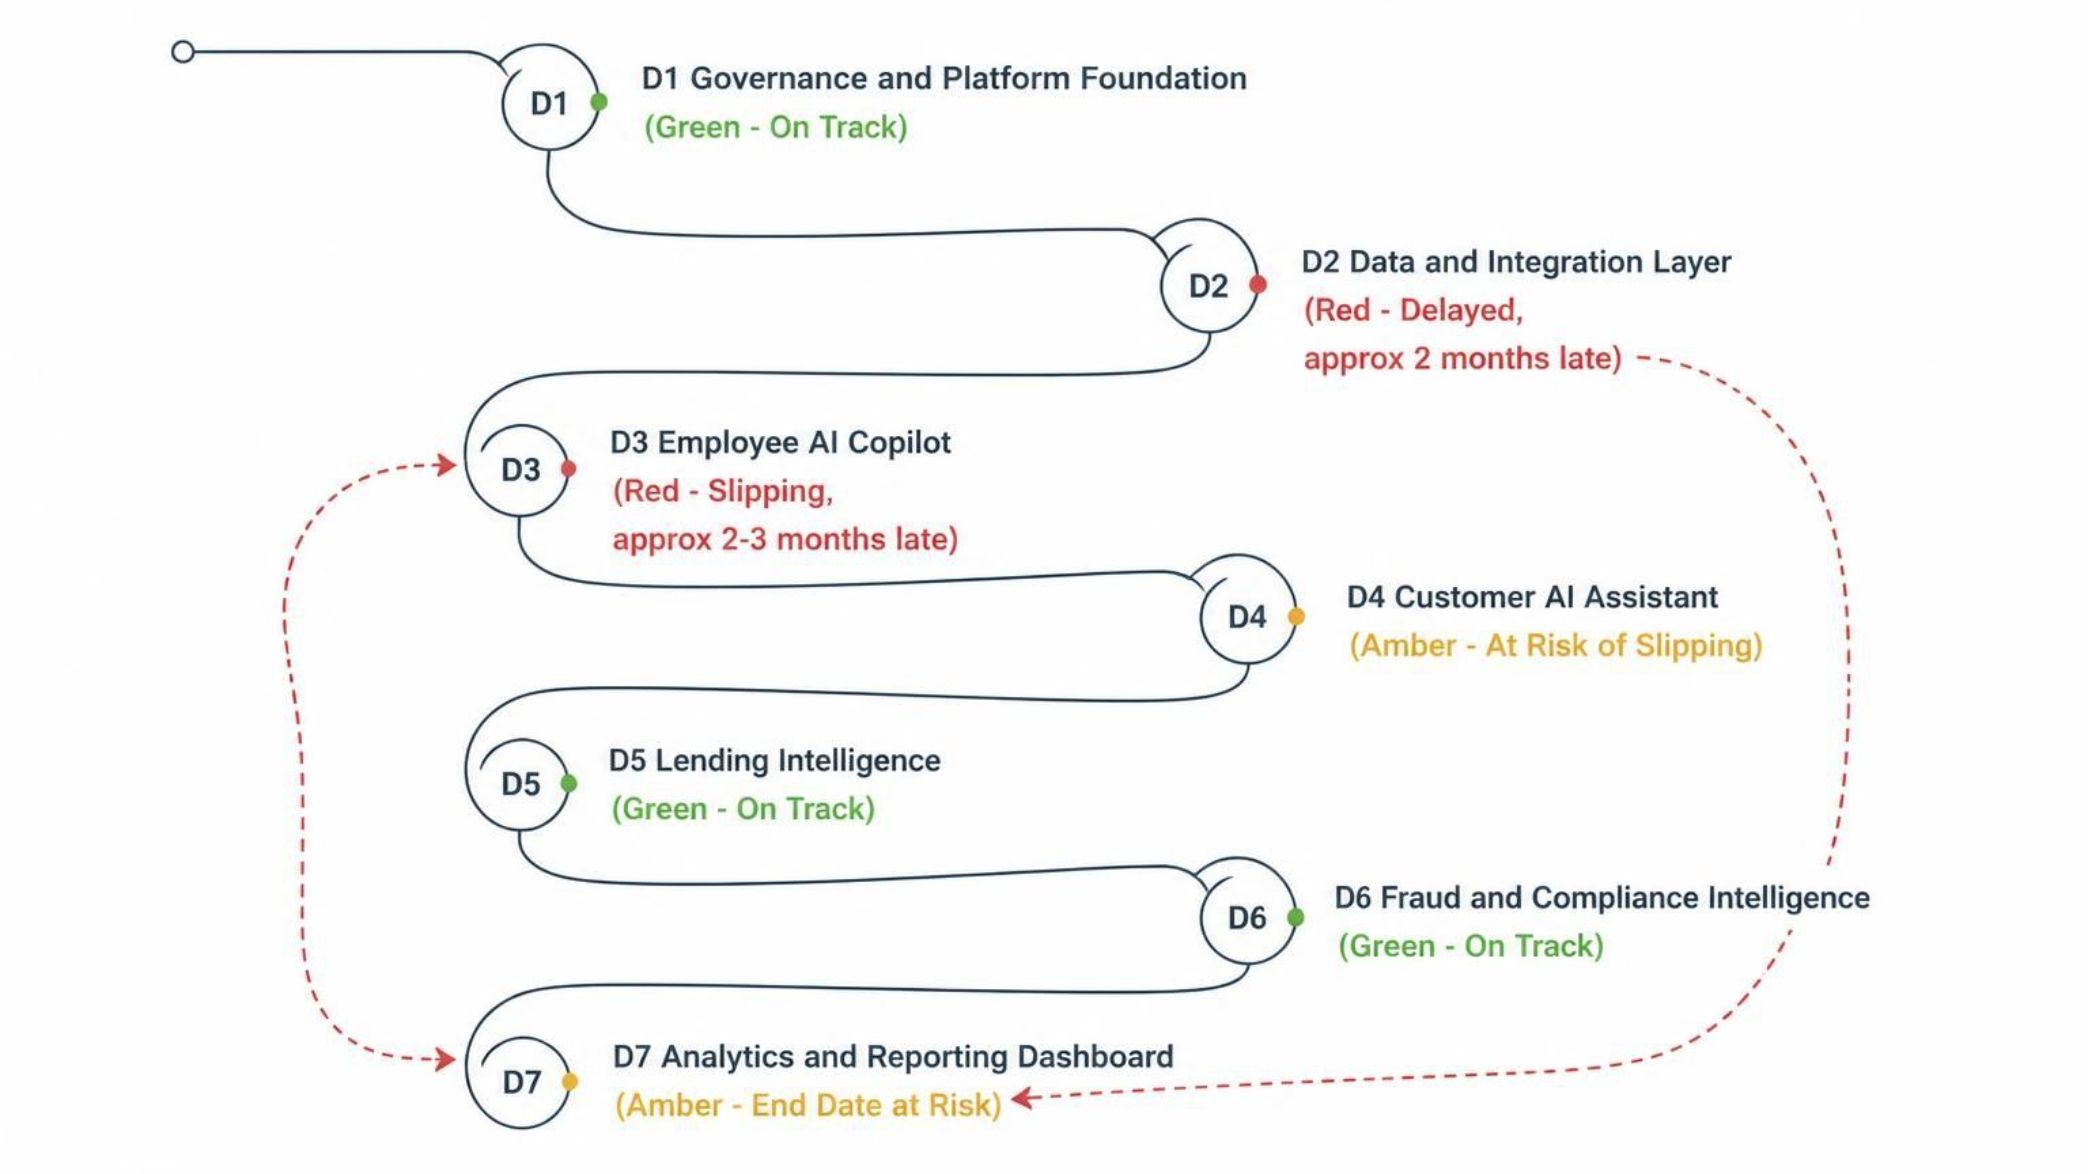 D1
D1 Governance and Platform Foundation
(Green - On Track)
D2
D2 Data and Integration Layer
(Red - Delayed,
approx 2 months late)
D3
D3 Employee AI Copilot
(Red - Slipping,
approx 2-3 months late)
D4
D4 Customer AI Assistant
(Amber - At Risk of Slipping)
D5
D5 Lending Intelligence
(Green - On Track)
D6
D6 Fraud and Compliance Intelligence
(Green - On Track)
D7
D7 Analytics and Reporting Dashboard
(Amber - End Date at Risk)